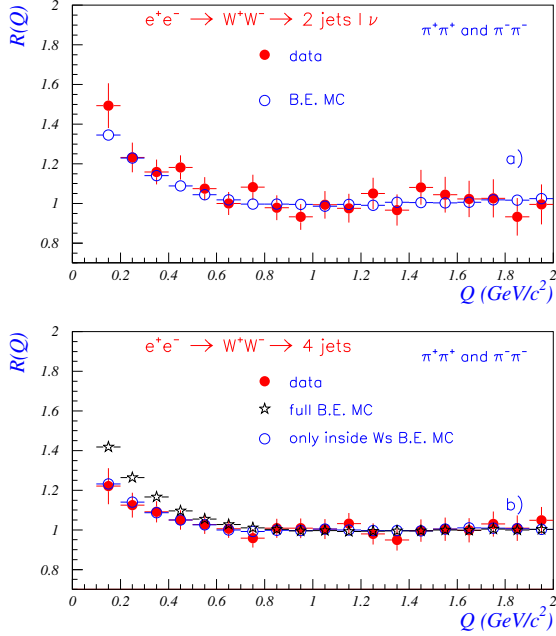 R(Q)
e⁺e⁻ → W⁺W⁻ → 2 jets l ν
π⁺π⁺ and π⁻π⁻
data
B.E. MC
a)
2
1.8
1.6
1.4
1.2
1
0.8
0 0.2 0.4 0.6 0.8 1 1.2 1.4 1.6 1.8 2
Q (GeV/c²)
R(Q)
e⁺e⁻ → W⁺W⁻ → 4 jets
π⁺π⁺ and π⁻π⁻
data
full B.E. MC
only inside Ws B.E. MC
b)
2
1.8
1.6
1.4
1.2
1
0.8
0 0.2 0.4 0.6 0.8 1 1.2 1.4 1.6 1.8 2
Q (GeV/c²)